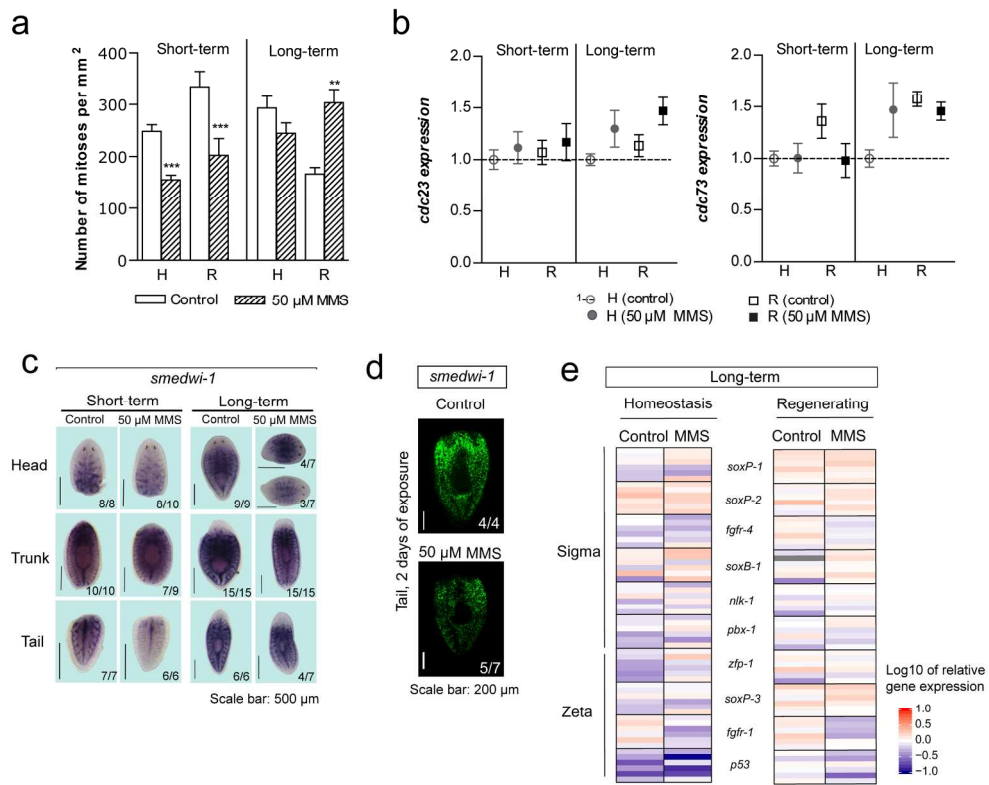 a
Short-term
Long-term
Number of mitoses per mm 2
400
300
200
100
0
***
***
**
H
R
H
R
Control
50 µM MMS
b
Short-term
Long-term
cdc23 expression
2.0
1.5
1.0
0.5
0.0
H
R
H
R
Short-term
Long-term
cdc73 expression
2.0
1.5
1.0
0.5
0.0
H
R
H
R
1- H (control)
H (50 µM MMS)
R (control)
R (50 µM MMS)
c
smedwi-1
Short-term
Long-term
Control
50 µM MMS
Control
50 µM MMS
Head
8/8
8/10
9/9
4/7
3/7
Trunk
10/10
7/9
15/15
15/15
Tail
7/7
6/6
6/6
4/7
Scale bar: 500 µm
d
smedwi-1
Control
Tail, 2 days of exposure
4/4
50 µM MMS
5/7
Scale bar: 200 µm
e
Long-term
Homeostasis
Regenerating
Control MMS
Control MMS
Sigma
Zeta
soxP-1
soxP-2
fgfr-4
soxB-1
nlk-1
pbx-1
zfp-1
soxP-3
fgfr-1
p53
Log10 of relative
gene expression
1.0
0.5
0.0
−0.5
−1.0